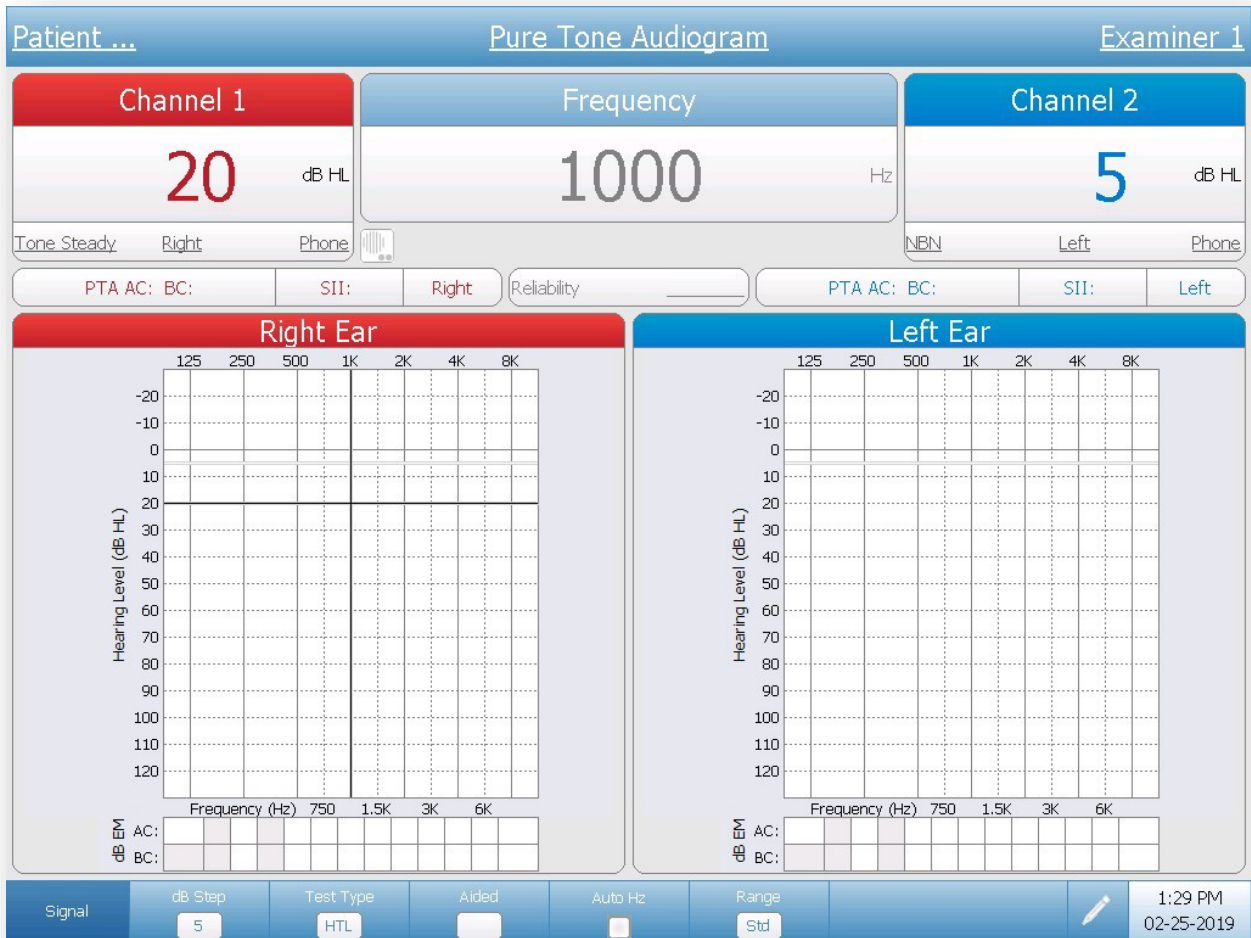 Patient ... Pure Tone Audiogram Examiner 1
Channel 1 Frequency Channel 2
20 dB HL 1000 Hz 5 dB HL
Tone Steady Right Phone NBN Left Phone
PTA AC: BC: SII: Right Reliability PTA AC: BC: SII: Left
Right Ear
125 250 500 1K 2K 4K 8K
-20
-10
0
10
20
30
40
50
60
70
80
90
100
110
120
Hearing Level (dB HL)
Frequency (Hz) 750 1.5K 3K 6K
dB EM
AC:
BC:
Left Ear
125 250 500 1K 2K 4K 8K
-20
-10
0
10
20
30
40
50
60
70
80
90
100
110
120
Hearing Level (dB HL)
Frequency (Hz) 750 1.5K 3K 6K
dB EM
AC:
BC:
Signal dB Step Test Type Aided Auto Hz Range 1:29 PM
5 HTL Std 02-25-2019